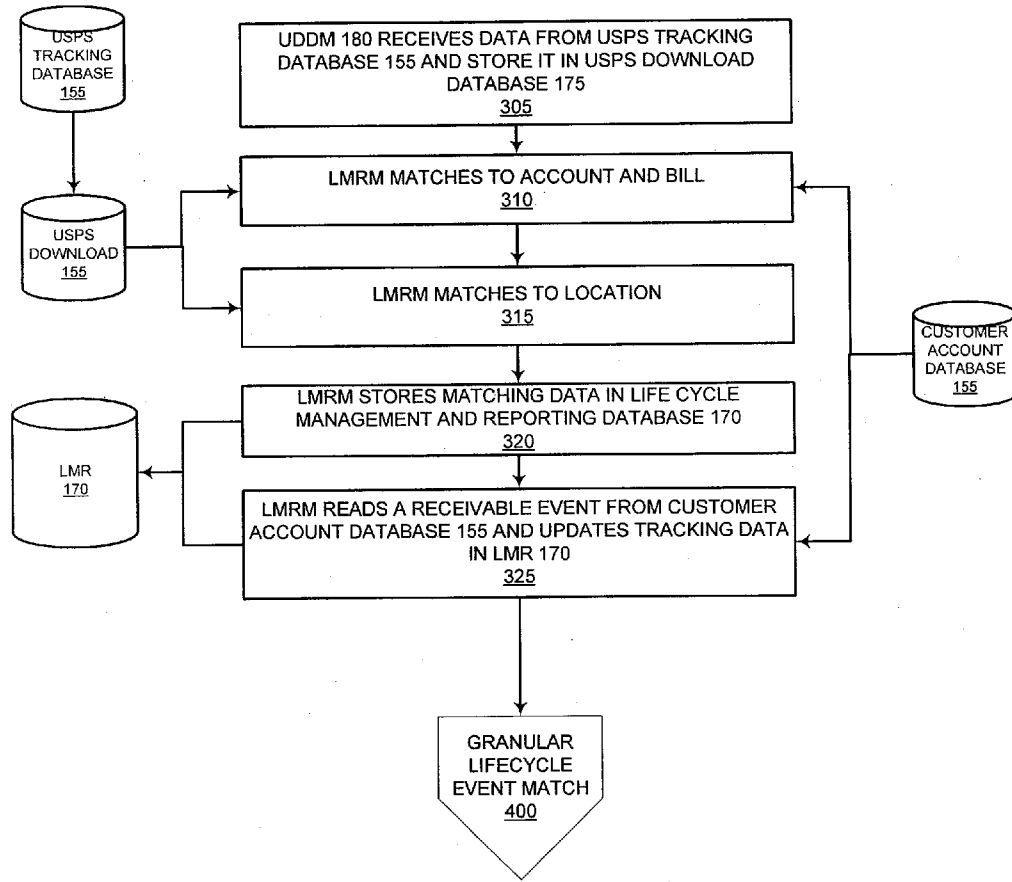 USPS
TRACKING
DATABASE
155
UDDM 180 RECEIVES DATA FROM USPS TRACKING
DATABASE 155 AND STORE IT IN USPS DOWNLOAD
DATABASE 175
305
LMRM MATCHES TO ACCOUNT AND BILL
310
USPS
DOWNLOAD
155
LMRM MATCHES TO LOCATION
315
CUSTOMER
ACCOUNT
DATABASE
155
LMRM STORES MATCHING DATA IN LIFE CYCLE
MANAGEMENT AND REPORTING DATABASE 170
320
LMR
170
LMRM READS A RECEIVABLE EVENT FROM CUSTOMER
ACCOUNT DATABASE 155 AND UPDATES TRACKING DATA
IN LMR 170
325
GRANULAR
LIFECYCLE
EVENT MATCH
400